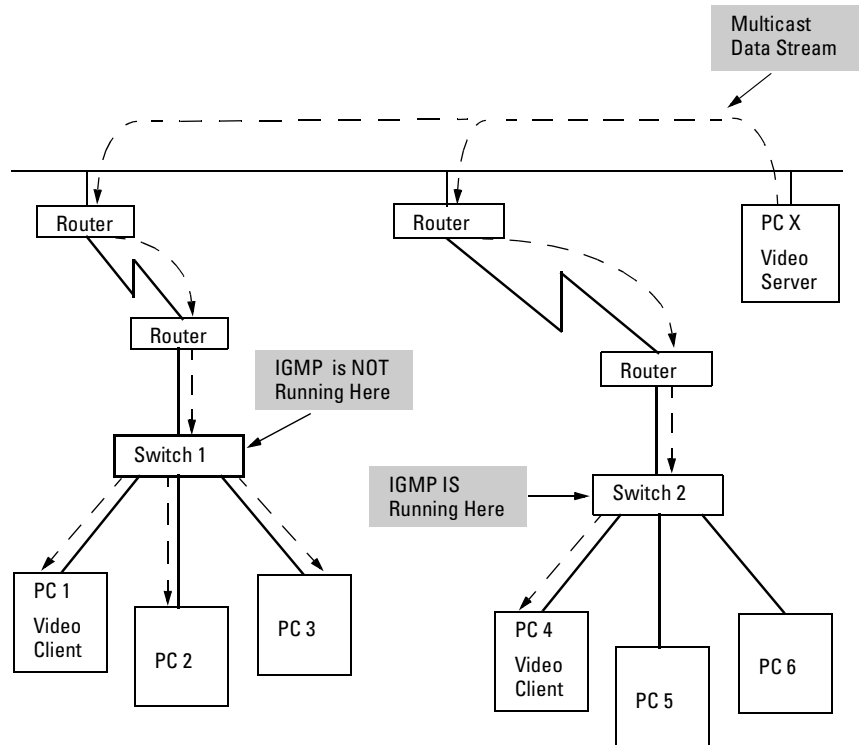 Multicast
Data Stream
Router
Router
PC X
Video
Server
Router
Router
IGMP is NOT
Running Here
Switch 1
IGMP IS
Running Here
Switch 2
PC 1
Video
Client
PC 2
PC 3
PC 4
Video
Client
PC 5
PC 6